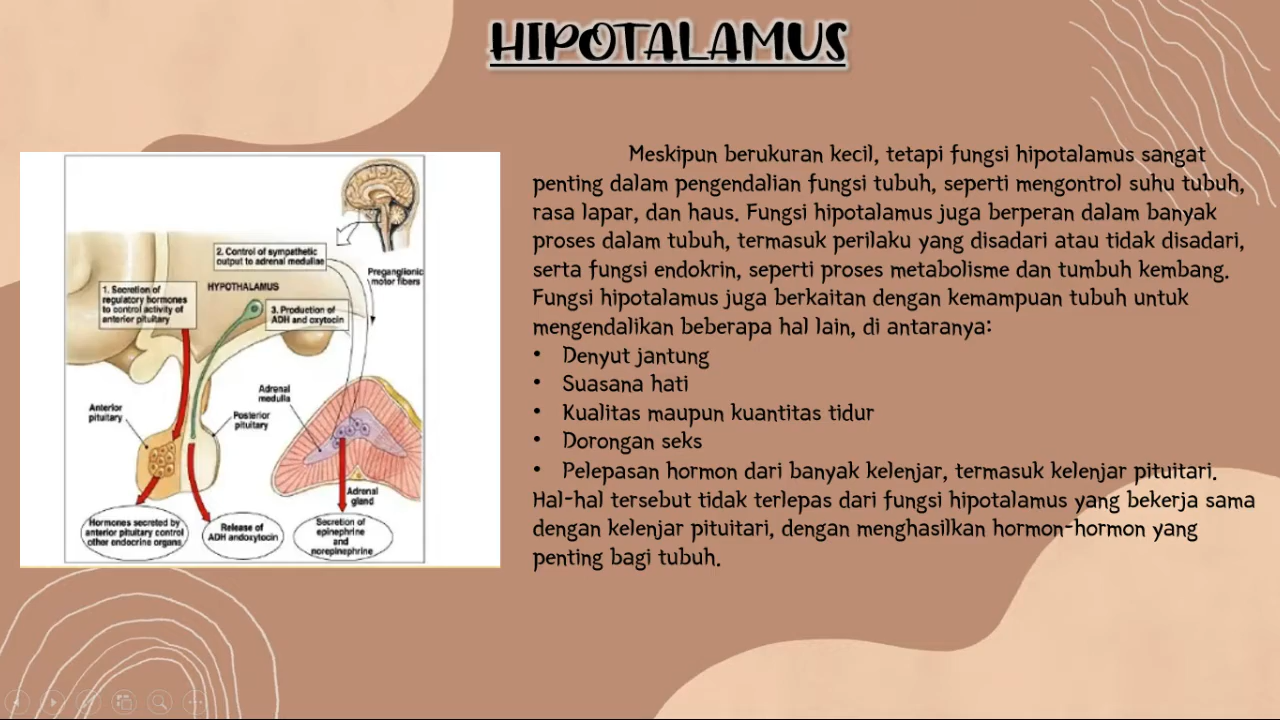 HIPOTALAMUS
2. Control of sympathetic
output to adrenal medullae
Preganglionic
motor fibers
HYPOTHALAMUS
1. Secretion of
regulatory hormones
to control activity of
anterior pituitary
3. Production of
ADH and oxytocin
Adrenal
medulla
Anterior
pituitary
Posterior
pituitary
Adrenal
gland
Hormones secreted by
anterior pituitary control
other endocrine organs
Release of
ADH andoxytocin
Secretion of
epinephrine
and
norepinephrine
Meskipun berukuran kecil, tetapi fungsi hipotalamus sangat
penting dalam pengendalian fungsi tubuh, seperti mengontrol suhu tubuh,
rasa lapar, dan haus. Fungsi hipotalamus juga berperan dalam banyak
proses dalam tubuh, termasuk perilaku yang disadari atau tidak disadari,
serta fungsi endokrin, seperti proses metabolisme dan tumbuh kembang.
Fungsi hipotalamus juga berkaitan dengan kemampuan tubuh untuk
mengendalikan beberapa hal lain, di antaranya:
• Denyut jantung
• Suasana hati
• Kualitas maupun kuantitas tidur
• Dorongan seks
• Pelepasan hormon dari banyak kelenjar, termasuk kelenjar pituitari.
Hal-hal tersebut tidak terlepas dari fungsi hipotalamus yang bekerja sama
dengan kelenjar pituitari, dengan menghasilkan hormon-hormon yang
penting bagi tubuh.